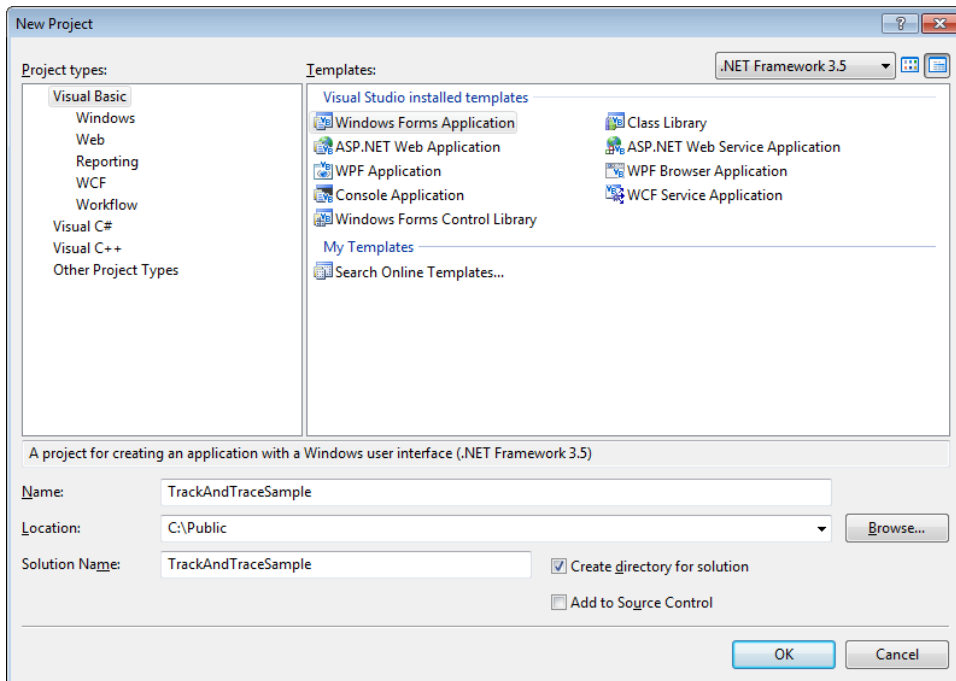 New Project
Project types:
Templates:
.NET Framework 3.5
Visual Basic
Windows
Web
Reporting
WCF
Workflow
Visual C#
Visual C++
Other Project Types
Visual Studio installed templates
Windows Forms Application
Class Library
ASP.NET Web Application
ASP.NET Web Service Application
WPF Application
WPF Browser Application
Console Application
WCF Service Application
Windows Forms Control Library
My Templates
Search Online Templates...
A project for creating an application with a Windows user interface (.NET Framework 3.5)
Name:
TrackAndTraceSample
Location:
C:\Public
Browse...
Solution Name:
TrackAndTraceSample
Create directory for solution
Add to Source Control
OK
Cancel